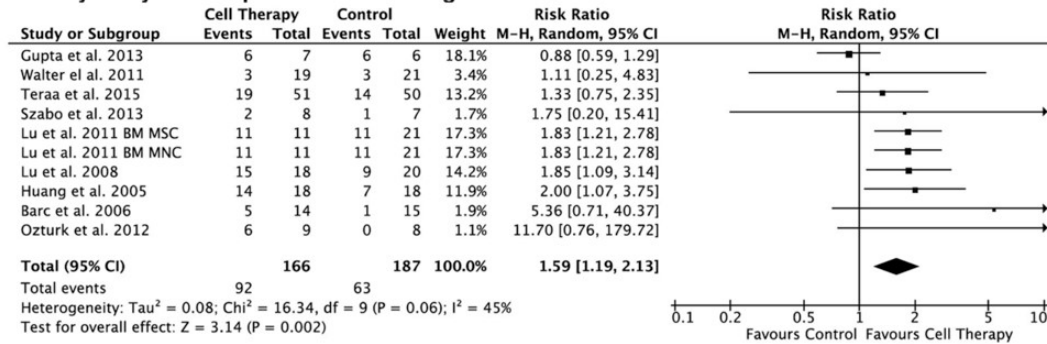 Cell Therapy Control Risk Ratio Risk Ratio
Study or Subgroup Events Total Events Total Weight M-H, Random, 95% CI M-H, Random, 95% CI
Gupta et al. 2013 6 7 6 6 18.1% 0.88 [0.59, 1.29]
Walter el al. 2011 3 19 3 21 3.4% 1.11 [0.25, 4.83]
Teraa et al. 2015 19 51 14 50 13.2% 1.33 [0.75, 2.35]
Szabo et al. 2013 2 8 1 7 1.7% 1.75 [0.20, 15.41]
Lu et al. 2011 BM MSC 11 11 11 21 17.3% 1.83 [1.21, 2.78]
Lu et al. 2011 BM MNC 11 11 11 21 17.3% 1.83 [1.21, 2.78]
Lu et al. 2008 15 18 9 20 14.2% 1.85 [1.09, 3.14]
Huang et al. 2005 14 18 7 18 11.9% 2.00 [1.07, 3.75]
Barc et al. 2006 5 14 1 15 1.9% 5.36 [0.71, 40.37]
Ozturk et al. 2012 6 9 0 8 1.1% 11.70 [0.76, 179.72]
Total (95% CI) 166 187 100.0% 1.59 [1.19, 2.13]
Total events 92 63
Heterogeneity: Tau² = 0.08; Chi² = 16.34, df = 9 (P = 0.06); I² = 45%
Test for overall effect: Z = 3.14 (P = 0.002)
0.1 0.2 0.5 1 2 5 10
Favours Control Favours Cell Therapy